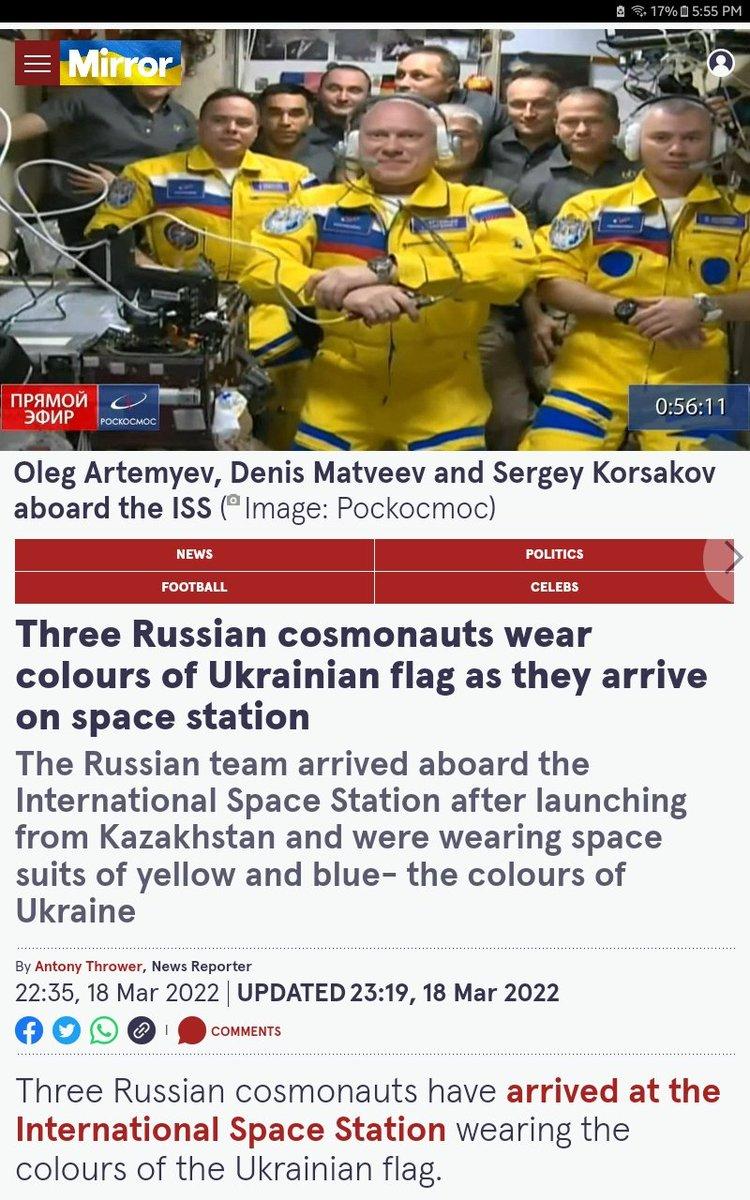 17% 5:55 PM
Mirror
ПРЯМОЙ
ЭФИР
РОСКОСМОС
0:56:11
Oleg Artemyev, Denis Matveev and Sergey Korsakov
aboard the ISS (Image: Роскосмос)
NEWS
POLITICS
FOOTBALL
CELEBS
Three Russian cosmonauts wear
colours of Ukrainian flag as they arrive
on space station
The Russian team arrived aboard the
International Space Station after launching
from Kazakhstan and were wearing space
suits of yellow and blue- the colours of
Ukraine
By Antony Thrower, News Reporter
22:35, 18 Mar 2022 | UPDATED 23:19, 18 Mar 2022
COMMENTS
Three Russian cosmonauts have arrived at the
International Space Station wearing the
colours of the Ukrainian flag.